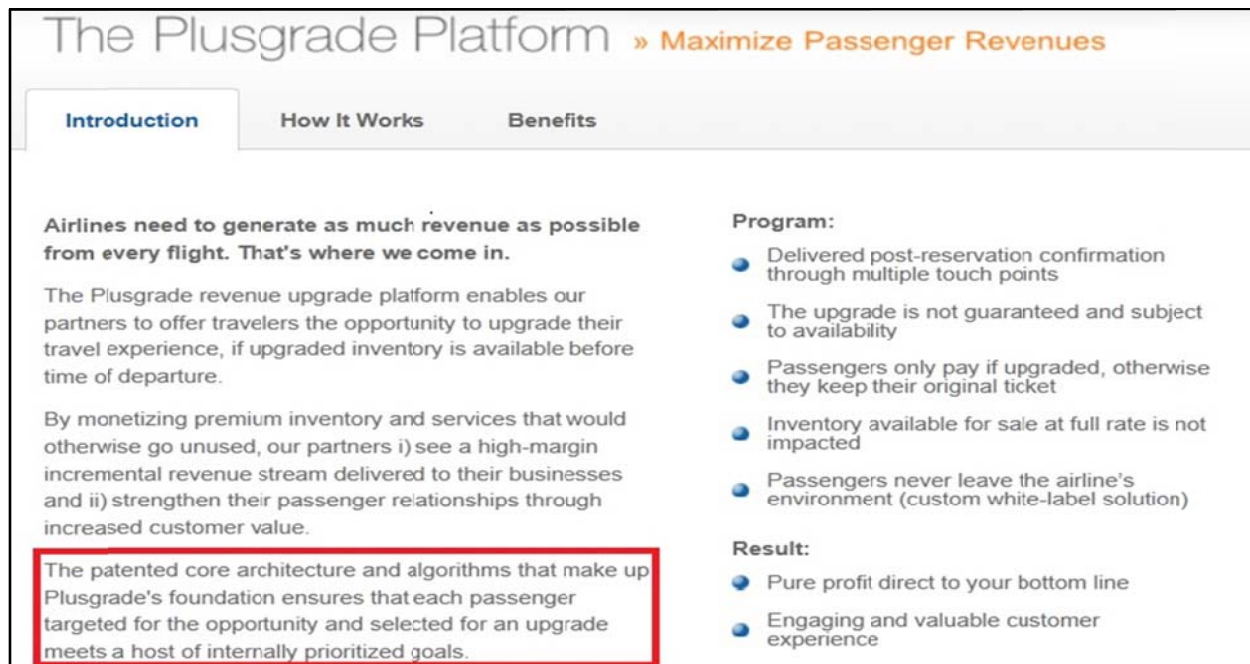 The Plusgrade Platform » Maximize Passenger Revenues
Introduction How It Works Benefits
Airlines need to generate as much revenue as possible
from every flight. That's where we come in.
The Plusgrade revenue upgrade platform enables our
partners to offer travelers the opportunity to upgrade their
travel experience, if upgraded inventory is available before
time of departure.
By monetizing premium inventory and services that would
otherwise go unused, our partners i) see a high-margin
incremental revenue stream delivered to their businesses
and ii) strengthen their passenger relationships through
increased customer value.
The patented core architecture and algorithms that make up
Plusgrade's foundation ensures that each passenger
targeted for the opportunity and selected for an upgrade
meets a host of internally prioritized goals.
Program:
Delivered post-reservation confirmation
through multiple touch points
The upgrade is not guaranteed and subject
to availability
Passengers only pay if upgraded, otherwise
they keep their original ticket
Inventory available for sale at full rate is not
impacted
Passengers never leave the airline's
environment (custom white-label solution)
Result:
Pure profit direct to your bottom line
Engaging and valuable customer
experience